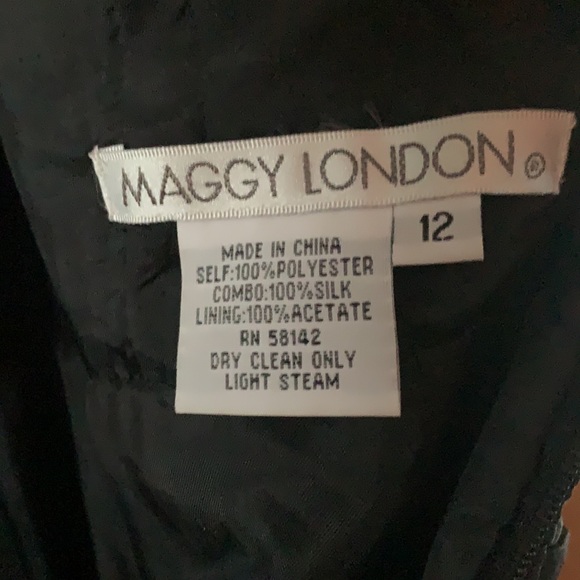 MAGGY LONDON®
12
MADE IN CHINA
SELF:100%POLYESTER
COMBO:100%SILK
LINING:100%ACETATE
RN 58142
DRY CLEAN ONLY
LIGHT STEAM